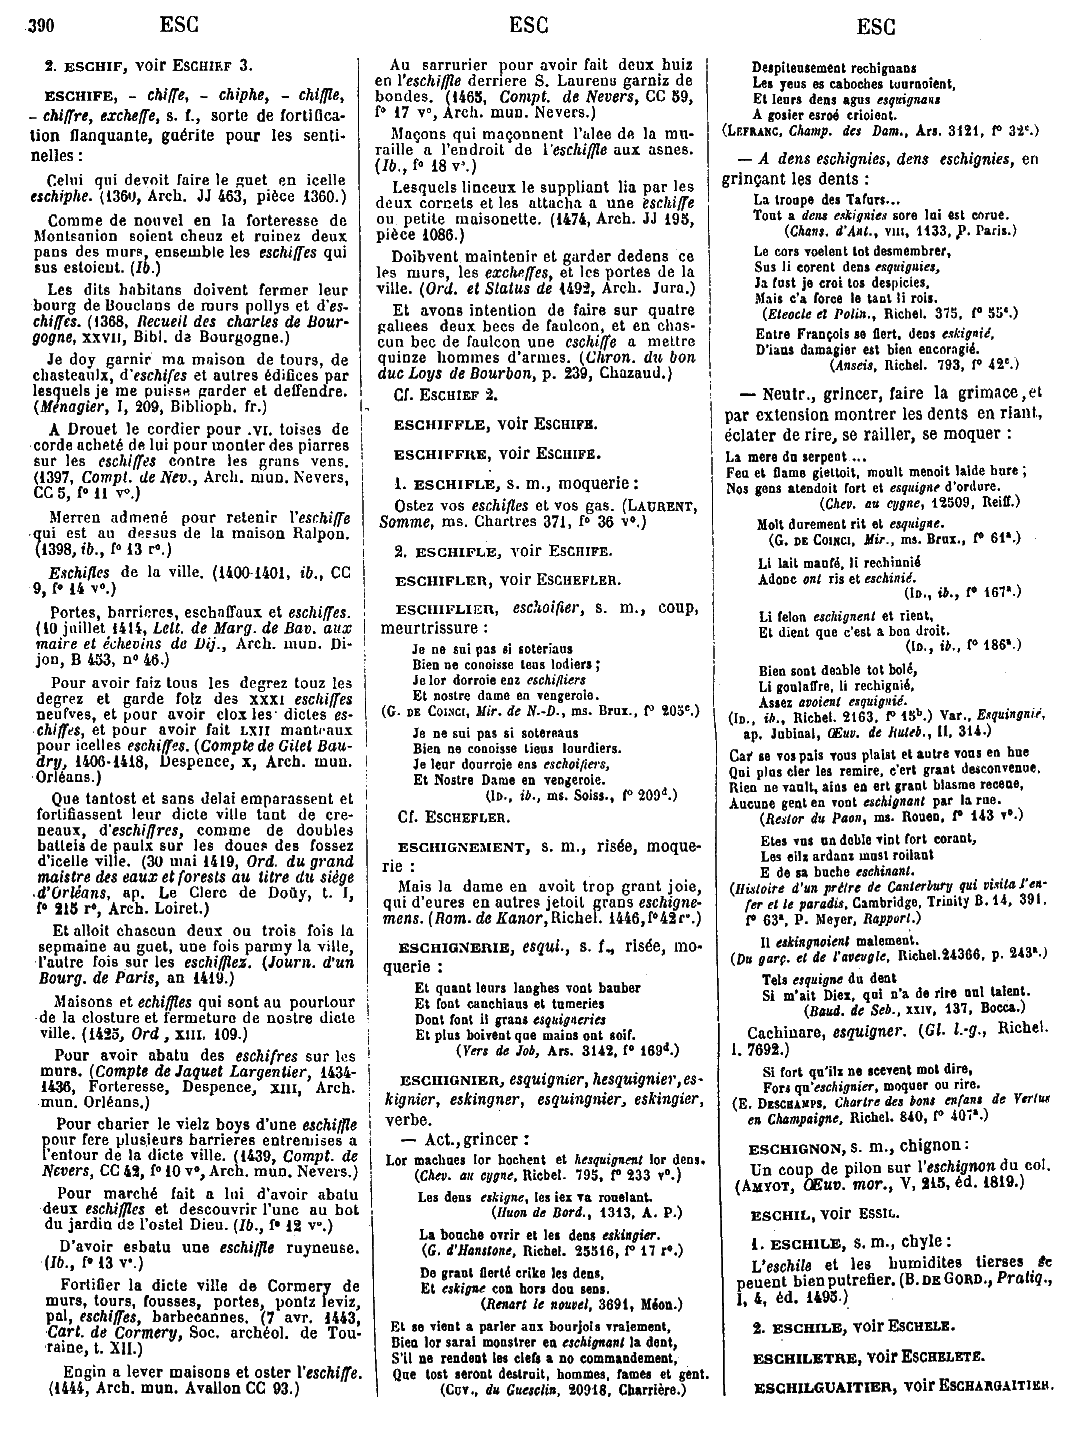 390 ESC ESC ESC
2. ESCHIF, voir ESCHIEF 3.
ESCHIFE, - chiffe, - chiphe, - chiffle,
- chiffre, excheffe, s. f., sorte de fortifica-
tion flanquante, guérite pour les senti-
nelles :
Celui qui devoit faire le guet en icelle
eschiphe. (1360, Arch. JJ 463, pièce 1360.)
Comme de nouvel en la forteresse de
Montsanion soient cheuz et ruinez deux
pans des murs, ensemble les eschiffes qui
sus estoient. (Ib.)
Les dits habitans doivent fermer leur
bourg de Bouclans de murs pollys et d'es-
chiffes. (1368, Recueil des chartes de Bour-
gogne, XXVII, Bibl. de Bourgogne.)
Je doy garnir ma maison de tours, de
chasteaulx, d'eschifes et autres édifices par
lesquels je me puisse garder et deffendre.
(Ménagier, I, 209, Biblioph. fr.)
A Drouet le cordier pour .VI. toises de
corde acheté de lui pour monter des piarres
sur les eschiffes contre les grans vens.
(1397, Compt. de Nev., Arch. mun. Nevers,
CC 5, f° 11 v°.)
Merren admené pour retenir l'eschiffe
qui est au dessus de la maison Ralpon.
(1398, ib., f° 13 r°.)
Eschifles de la ville. (1400-1401, ib., CC
9, f° 14 v°.)
Portes, barrieres, eschaffaux et eschiffes.
(10 juillet 1414, Lett. de Marg. de Bav. aux
maire et échevins de Dij., Arch. mun. Di-
jon, B 453, n° 46.)
Pour avoir faiz tous les degrez touz les
degrez et garde folz des XXXI eschiffes
neufves, et pour avoir clox les dictes es-
chiffes, et pour avoir fait LXII manteaux
pour icelles eschiffes. (Compte de Gilet Bau-
dry, 1406-1418, Despence, X, Arch. mun.
Orléans.)
Que tantost et sans delai emparassent et
fortifiassent leur dicte ville tant de cre-
neaux, d'eschiffres, comme de doubles
balleis de paulx sur les doues des fossez
d'icelle ville. (30 mai 1419, Ord. du grand
maistre des eaux et forests au titre du siège
d'Orléans, ap. Le Clerc de Doüy, t. I,
f° 215 r°, Arch. Loiret.)
Et alloit chascun deux ou trois fois la
sepmaine au guet, une fois parmy la ville,
l'autre fois sur les eschifflez. (Journ. d'un
Bourg. de Paris, an 1419.)
Maisons et echiffles qui sont au pourlour
de la closture et fermeture de nostre dicte
ville. (1425, Ord, XIII. 109.)
Pour avoir abatu des eschifres sur les
murs. (Compte de Jaquet Largentier, 1434-
1436, Forteresse, Despence, XIII, Arch.
mun. Orléans.)
Pour charier le vielz boys d'une eschiffle
pour fere plusieurs barrieres entremises a
l'entour de la dicte ville. (1439, Compt. de
Nevers, CC 42, f° 10 v°, Arch. mun. Nevers.)
Pour marché fait a lui d'avoir abatu
deux eschiffles et descouvrir l'une au bot
du jardin de l'ostel Dieu. (Ib., f° 12 v°.)
D'avoir esbatu une eschiffle ruyneuse.
(Ib., f° 13 v°.)
Fortifier la dicte ville de Cormery de
murs, tours, fousses, portes, pontz leviz,
pal, eschiffes, barbecannes. (7 avr. 1443,
Cart. de Cormery, Soc. archéol. de Tou-
raine, t. XII.)
Engin a lever maisons et oster l'eschiffe.
(1444, Arch. mun. Avallon CC 93.)
Au sarrurier pour avoir fait deux huiz
en l'eschiffle derriere S. Laurens garniz de
bondes. (1465, Compt. de Nevers, CC 59,
f° 17 v°, Arch. mun. Nevers.)
Maçons qui maçonnent l'alee de la mu-
raille a l'endroit de l'eschiffle aux asnes.
(Ib., f° 18 v°.)
Lesquels linceux le suppliant lia par les
deux cornets et les attacha a une eschiffe
ou petite maisonette. (1474, Arch. JJ 195,
pièce 1086.)
Doibvent maintenir et garder dedens ce
les murs, les excheffes, et les portes de la
ville. (Ord. et Status de 1492, Arch. Jura.)
Et avons intention de faire sur quatre
galiees deux becs de faulcon, et en chas-
cun bec de faulcon une eschiffe a mettre
quinze hommes d'armes. (Chron. du bon
duc Loys de Bourbon, p. 239, Chazaud.)
Cf. ESCHIEF 2.
ESCHIFFLE, voir ESCHIFE.
ESCHIFFRE, voir ESCHIFE.
1. ESCHIFLE, s. m., moquerie :
Ostez vos eschifles et vos gas. (LAURENT,
Somme, ms. Chartres 371, f° 36 v°.)
2. ESCHIFLE, voir ESCHIFE.
ESCHIFLER, voir ESCHEFLER.
ESCHIFLIER, eschoifier, s. m., coup,
meurtrissure :
Je ne sui pas si soteriaus
Bien ne conoisse tous lodiers ;
Je lor dorroie enz eschifliers
Et nostre dame en vengeroie.
(G. DE COINCI, Mir. de N.-D., ms. Brux., f° 205c.)
Je ne sui pas si sotereaus
Bien ne conoisse tieus lourdiers.
Je leur dourroie ens eschoifiers,
Et Nostre Dame en vengeroie.
(ID., ib., ms. Soiss., f° 209d.)
Cf. ESCHEFLER.
ESCHIGNEMENT, s. m., risée, moque-
rie :
Mais la dame en avoit trop grant joie,
qui d'eures en autres jetoit grans eschigne-
mens. (Rom. de Kanor, Richel. 1446, f° 42 r°.)
ESCHIGNERIE, esqui., s. f., risée, mo-
querie :
Et quant leurs langhes vont bauber
Et font canchians et tumeries
Dont font il grans esquigneries
Et plus boivent que mains ont soif.
(Vers de Job, Ars. 3142, f° 169d.)
ESCHIGNIER, esquignier, hesquignier, es-
kignier, eskingner, esquingnier, eskingier,
verbe.
— Act., grincer :
Lor machues lor hochent et hesquignent lor dens.
(Chev. au cygne, Richel. 795, f° 233 v°.)
Les dens eskigne, les iex va rouelant.
(Huon de Bord., 1313, A. P.)
La bouche ovrir et les dens eskingier.
(G. d'Hanstone, Richel. 25516, f° 17 r°.)
De grant fierté crike les dens,
Et eskigne con hors dou sens.
(Renart le nouvel, 3691, Méon.)
Et se vient a parler aux bourjois vraiement,
Bien lor sarai monstrer en eschignant la dent,
S'il ne rendent les clefs a no commandement,
Que tost seront destruit, hommes, fames et gent.
(CUV., du Guesclin, 20918, Charrière.)
Despiteusement rechignans
Les yeus es caboches tournoient,
Et leurs dens agus esquignans
A gosier esroé crioient.
(LEFRANC, Champ. des Dam., Ars. 3121, f° 32c.)
— A dens eschignies, dens eschignies, en
grinçant les dents :
La troupe des Tafurs...
Tout a dens eskignies sore lui est corue.
(Chans. d'Ant., VIII, 1133, P. Paris.)
Le cors voelent tot desmembrer,
Sus li corent dens esquignies,
Ja fust je croi tos despicies,
Mais c'a force le tant li rois.
(Eteocle et Polin., Richel. 375, f° 55a.)
Entre François se fiert, dens eskignié,
D'iaus damagier est bien encoragié.
(Anseis, Richel. 793, f° 42c.)
— Neutr., grincer, faire la grimace, et
par extension montrer les dents en riant,
éclater de rire, se railler, se moquer :
La mere du serpent ...
Feu et flame giettoit, moult menoit laide hure ;
Nos gens atendoit fort et esquigne d'ordure.
(Chev. au cygne, 12509, Reiff.)
Molt durement rit et esquigne.
(G. DE COINCI, Mir., ms. Brux., f° 61a.)
Li lait maufé, li rechinnié
Adonc ont ris et eschinié.
(ID., ib., f° 167a.)
Li felon eschignent et rient,
Et dient que c'est a bon droit.
(ID., ib., f° 186a.)
Bien sont deable tot bolé,
Li goulaffre, li rechignié,
Assez avoient esquignié.
(ID., ib., Richel. 2163, f° 15b.) Var., Esquingnié,
ap. Jubinal, Œuv. de Ruteb., II, 314.)
Car se vos pais vous plaist et autre vous en hue
Qui plus cler les remire, c'ert grant desconvenue,
Rien ne vault, ains en ert grant blasme recene,
Aucune gent en vont eschignant par la rue.
(Restor du Paon, ms. Rouen, f° 143 v°.)
Etes vus un doble vint fort corant,
Les eilz ardanz musl roilant
E de sa buche eschinant.
(Histoire d'un prêtre de Canterbury qui visita l'en-
fer et le paradis, Cambridge, Trinity B. 14, 391,
f° 63a, P. Meyer, Rapport.)
Il eskingnoient malement.
(Du garç. et de l'aveugle, Richel. 24366, p. 243a.)
Tels esquigne du dent
Si m'ait Diex, qui n'a de rire nul talent.
(Baud. de Seb., XXIV, 137, Bocca.)
Cachinare, esquigner. (Gl. l.-g., Richel.
l. 7692.)
Si fort qu'ilz ne scevent mot dire,
Fors qu'eschignier, moquer ou rire.
(E. DESCHAMPS, Chartre des bons enfans de Vertus
en Champaigne, Richel. 840, f° 407a.)
ESCHIGNON, s. m., chignon :
Un coup de pilon sur l'eschignon du col.
(AMYOT, Œuv. mor., V, 215, éd. 1819.)
ESCHIL, voir ESSIL.
1. ESCHILE, s. m., chyle :
L'eschile et les humidites tierses &c
peuent bien putrefier. (B. DE GORD., Pratiq.,
I, 4, éd. 1495.)
2. ESCHILE, voir ESCHELE.
ESCHILETRE, voir ESCHELETE.
ESCHILGUAITIER, voir ESCHARGAITIER.